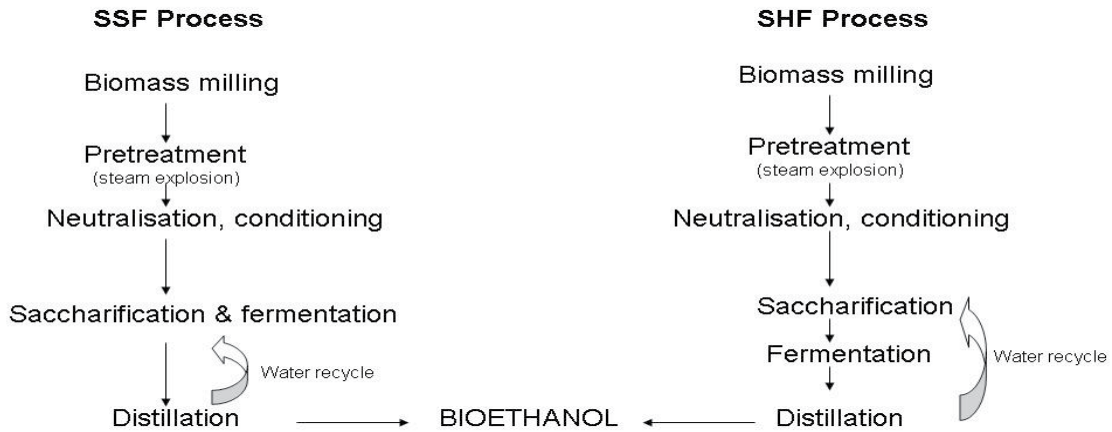 SSF Process
Biomass milling
Pretreatment
(steam explosion)
Neutralisation, conditioning
Saccharification & fermentation
Water recycle
Distillation
BIOETHANOL
SHF Process
Biomass milling
Pretreatment
(steam explosion)
Neutralisation, conditioning
Saccharification
Fermentation
Water recycle
Distillation